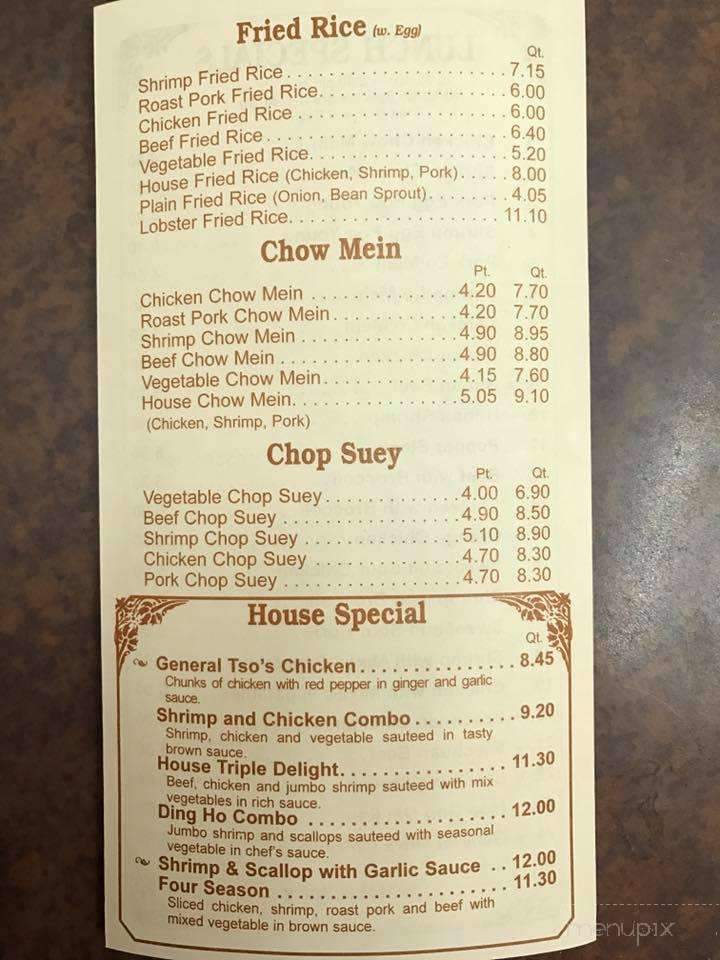 Fried Rice (w. Egg)
Qt.
Shrimp Fried Rice . . . . . . . . . . . . . . . . . . . . . 7.15
Roast Pork Fried Rice. . . . . . . . . . . . . . . . . . 6.00
Chicken Fried Rice . . . . . . . . . . . . . . . . . . . . 6.00
Beef Fried Rice . . . . . . . . . . . . . . . . . . . . . . . 6.40
Vegetable Fried Rice. . . . . . . . . . . . . . . . . . . 5.20
House Fried Rice (Chicken, Shrimp, Pork) . . . . . 8.00
Plain Fried Rice (Onion, Bean Sprout). . . . . . . . 4.05
Lobster Fried Rice. . . . . . . . . . . . . . . . . . . . 11.10
Chow Mein
Pt. Qt.
Chicken Chow Mein . . . . . . . . . . . . . . 4.20 7.70
Roast Pork Chow Mein . . . . . . . . . . . . 4.20 7.70
Shrimp Chow Mein . . . . . . . . . . . . . . . 4.90 8.95
Beef Chow Mein . . . . . . . . . . . . . . . . . 4.90 8.80
Vegetable Chow Mein. . . . . . . . . . . . . 4.15 7.60
House Chow Mein. . . . . . . . . . . . . . . . 5.05 9.10
(Chicken, Shrimp, Pork)
Chop Suey
Pt. Qt.
Vegetable Chop Suey . . . . . . . . . . . . . 4.00 6.90
Beef Chop Suey . . . . . . . . . . . . . . . . . 4.90 8.50
Shrimp Chop Suey . . . . . . . . . . . . . . . 5.10 8.90
Chicken Chop Suey . . . . . . . . . . . . . . 4.70 8.30
Pork Chop Suey . . . . . . . . . . . . . . . . . 4.70 8.30
House Special
Qt.
General Tso's Chicken . . . . . . . . . . . . . . . 8.45
Chunks of chicken with red pepper in ginger and garlic
sauce.
Shrimp and Chicken Combo . . . . . . . . . . 9.20
Shrimp, chicken and vegetable sauteed in tasty
brown sauce.
House Triple Delight. . . . . . . . . . . . . . . . 11.30
Beef, chicken and jumbo shrimp sauteed with mix
vegetables in rich sauce.
Ding Ho Combo . . . . . . . . . . . . . . . . . . . 12.00
Jumbo shrimp and scallops sauteed with seasonal
vegetable in chef's sauce.
Shrimp & Scallop with Garlic Sauce . . 12.00
Four Season . . . . . . . . . . . . . . . . . . . . . . 11.30
Sliced chicken, shrimp, roast pork and beef with
mixed vegetable in brown sauce.
menupix